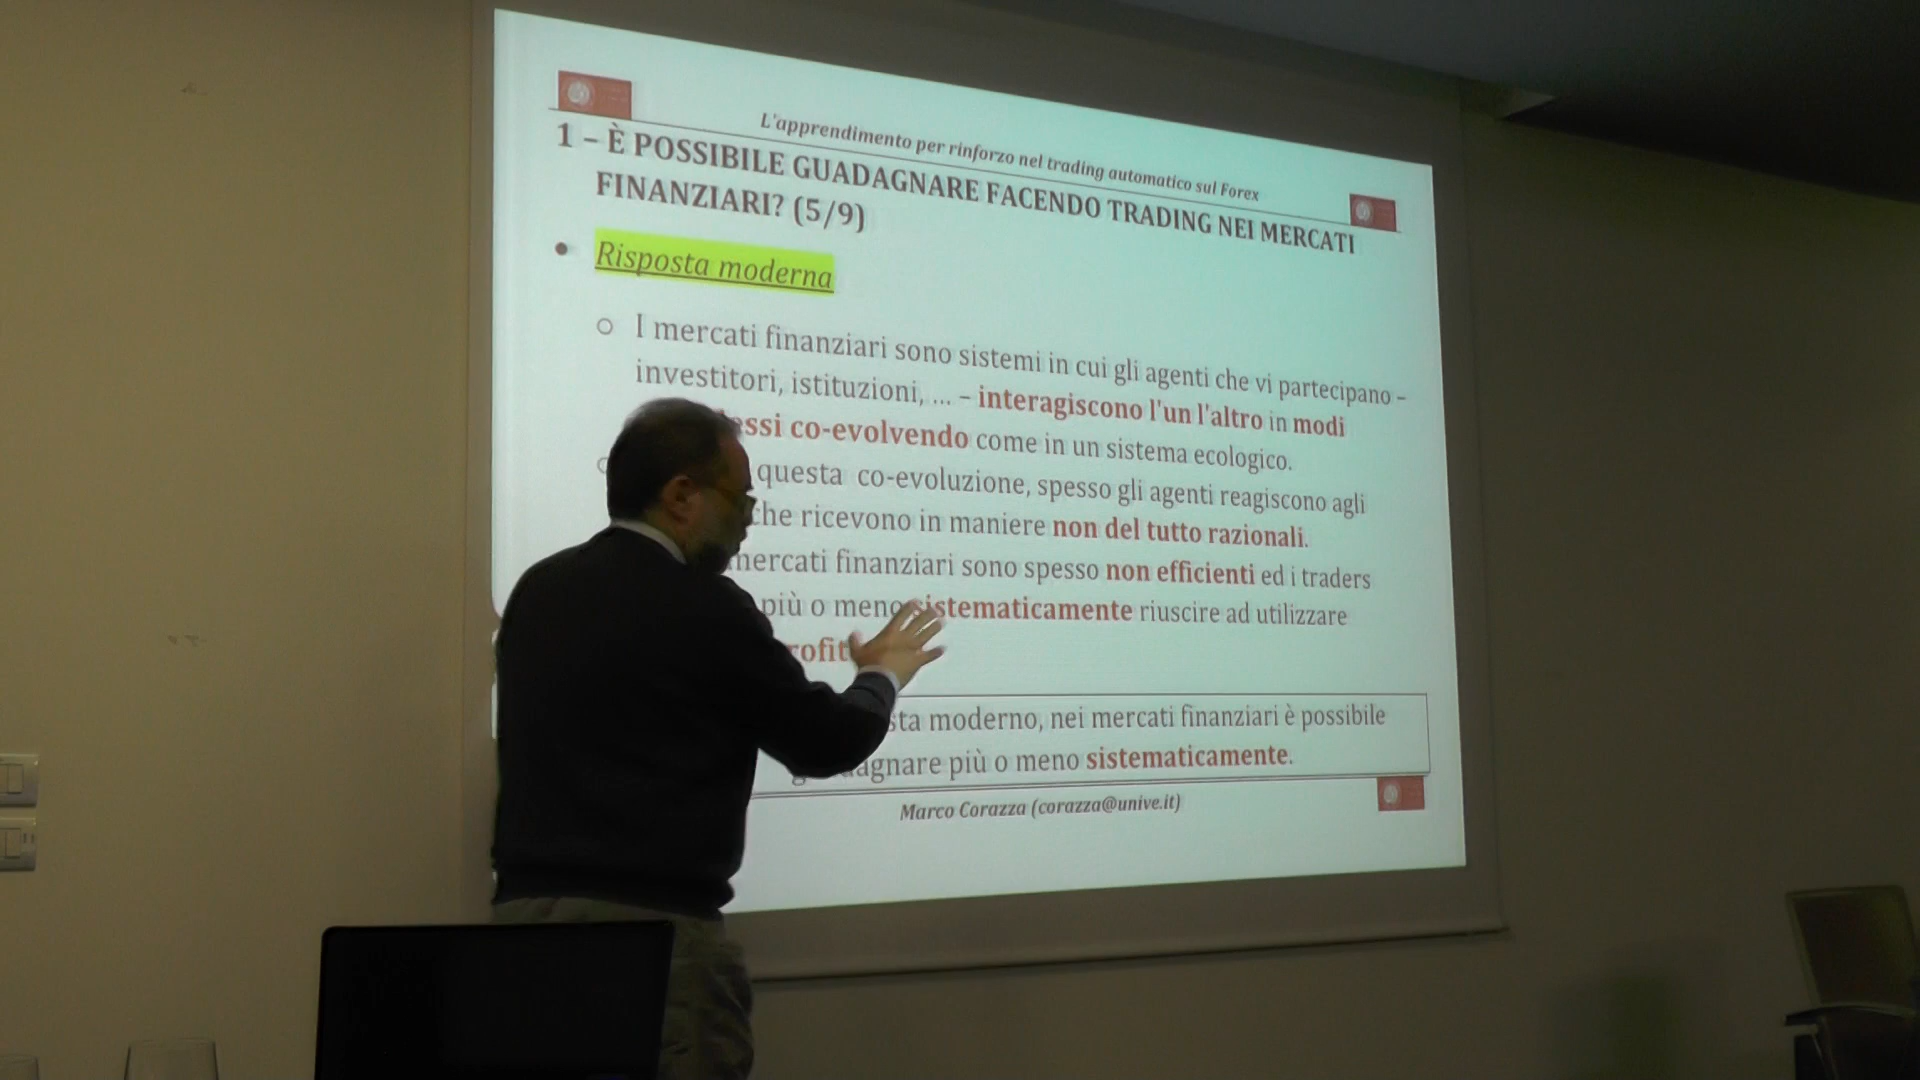 L'apprendimento per rinforzo nel trading automatico sul Forex
1 – È POSSIBILE GUADAGNARE FACENDO TRADING NEI MERCATI
FINANZIARI? (5/9)
• Risposta moderna
○ I mercati finanziari sono sistemi in cui gli agenti che vi partecipano –
investitori, istituzioni, ... – interagiscono l'un l'altro in modi
essi co-evolvendo come in un sistema ecologico.
questa co-evoluzione, spesso gli agenti reagiscono agli
che ricevono in maniere non del tutto razionali.
mercati finanziari sono spesso non efficienti ed i traders
più o meno sistematicamente riuscire ad utilizzare
rofit
sta moderno, nei mercati finanziari è possibile
guadagnare più o meno sistematicamente.
Marco Corazza (corazza@unive.it)